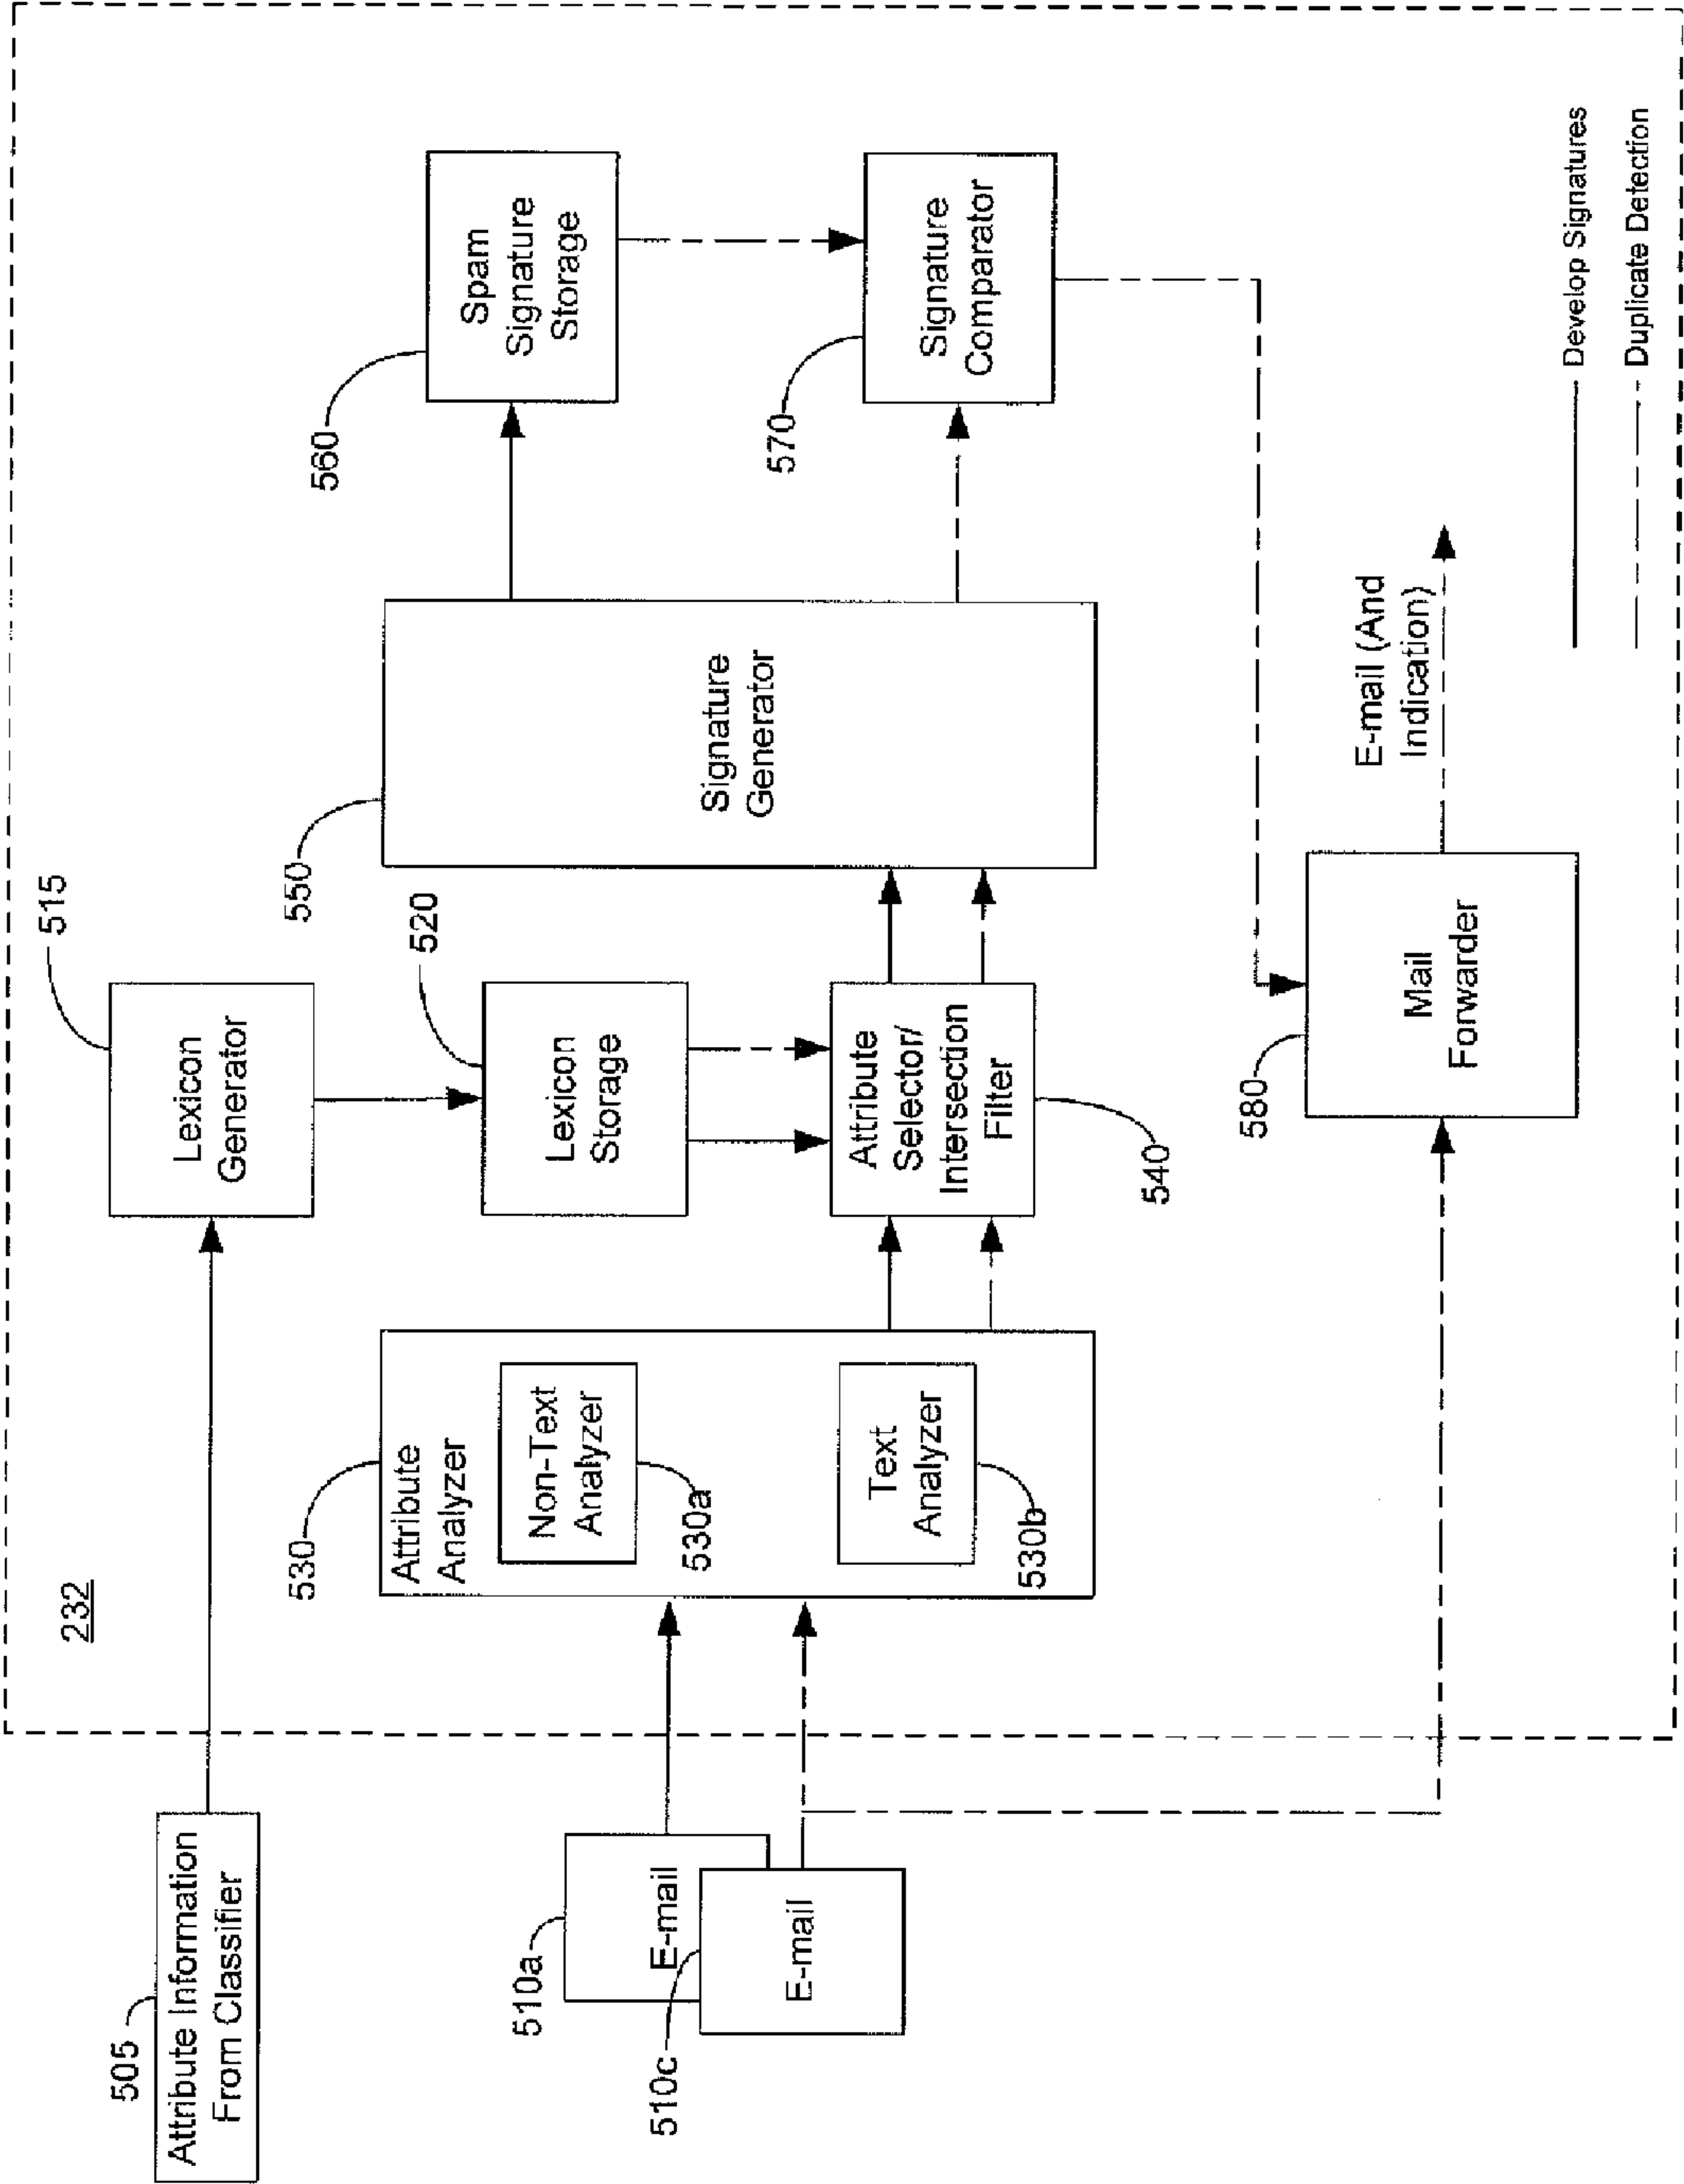 232
505
Attribute Information
From Classifier
515
Lexicon
Generator
520
Lexicon
Storage
510a
E-mail
510c
E-mail
530
Attribute
Analyzer
Non-Text
Analyzer
530a
Text
Analyzer
530b
Attribute
Selector/
Intersection
Filter
540
550
Signature
Generator
560
Spam
Signature
Storage
570
Signature
Comparator
580
Mail
Forwarder
E-mail (And
Indication)
Develop Signatures
Duplicate Detection